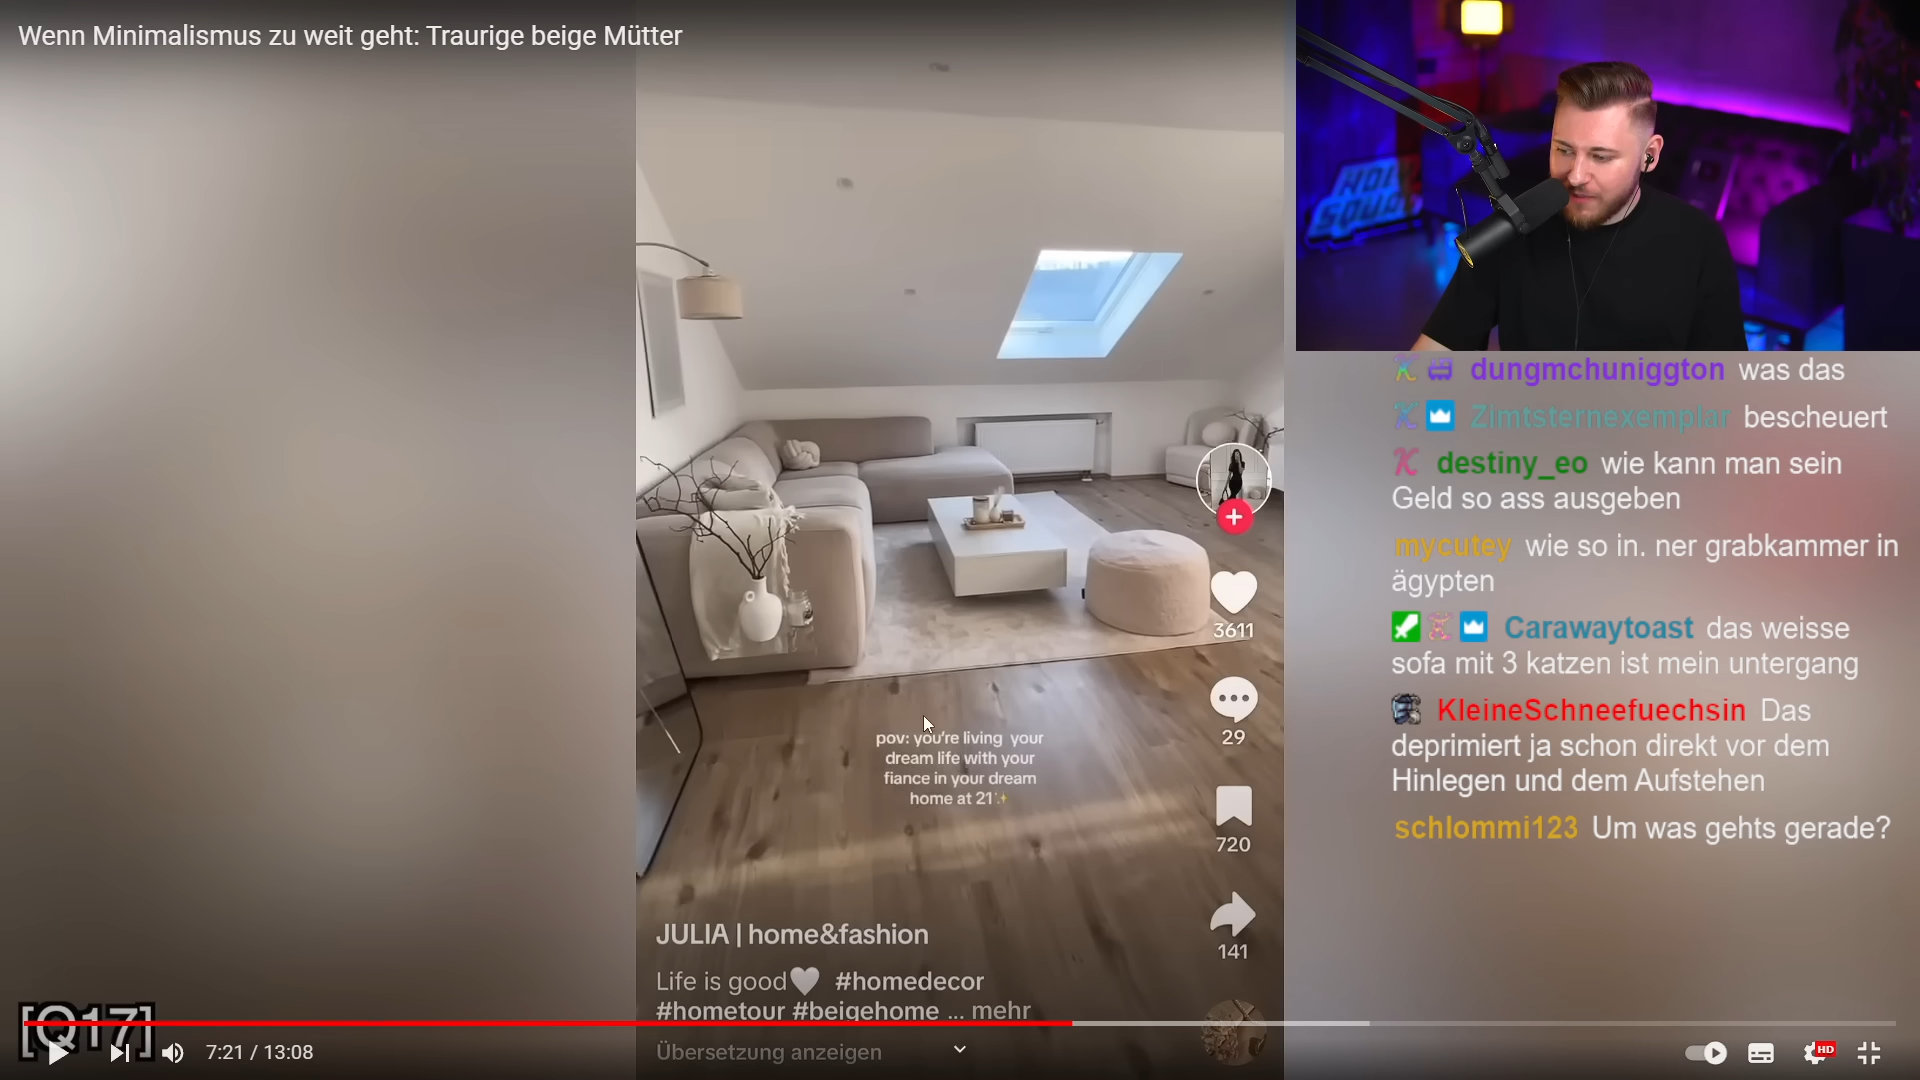 Wenn Minimalismus zu weit geht: Traurige beige Mütter
dungmchuniggton was das
Zimtsternexemplar bescheuert
destiny_eo wie kann man sein
Geld so ass ausgeben
mycutey wie so in. ner grabkammer in
ägypten
Carawaytoast das weisse
sofa mit 3 katzen ist mein untergang
KleineSchneefuechsin Das
deprimiert ja schon direkt vor dem
Hinlegen und dem Aufstehen
schlommi123 Um was gehts gerade?
3611
29
720
141
pov: you're living your
dream life with your
fiance in your dream
home at 21✨
JULIA | home&fashion
Life is good🤍 #homedecor
#hometour #beigehome ... mehr
Übersetzung anzeigen
[Q17]
7:21 / 13:08
HD